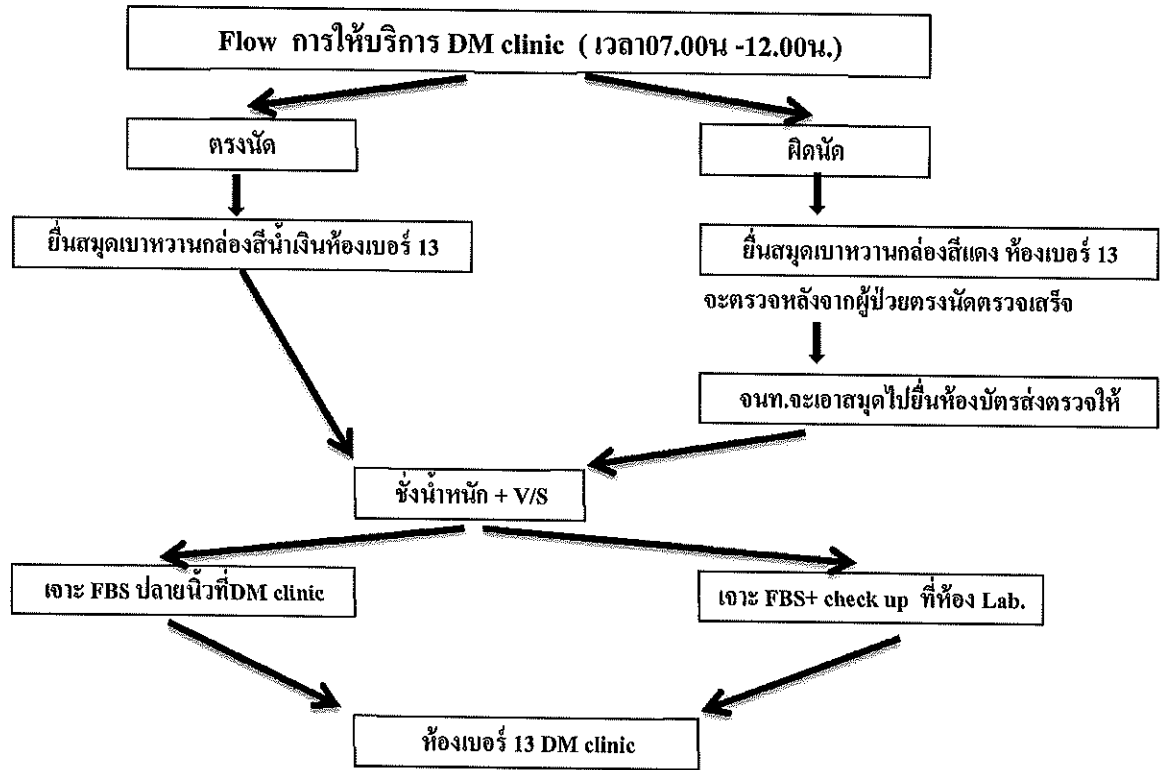 Flow การให้บริการ DM clinic ( เวลา07.00น -12.00น.)
ตรงนัด
ผิดนัด
ยื่นสมุดเบาหวานกล่องสีน้ำเงินห้องเบอร์ 13
ยื่นสมุดเบาหวานกล่องสีแดง ห้องเบอร์ 13
จะตรวจหลังจากผู้ป่วยตรงนัดตรวจเสร็จ
จนท.จะเอาสมุดไปยื่นห้องบัตรส่งตรวจให้
ชั่งน้ำหนัก + V/S
เจาะ FBS ปลายนิ้วที่DM clinic
เจาะ FBS+ check up ที่ห้อง Lab.
ห้องเบอร์ 13 DM clinic